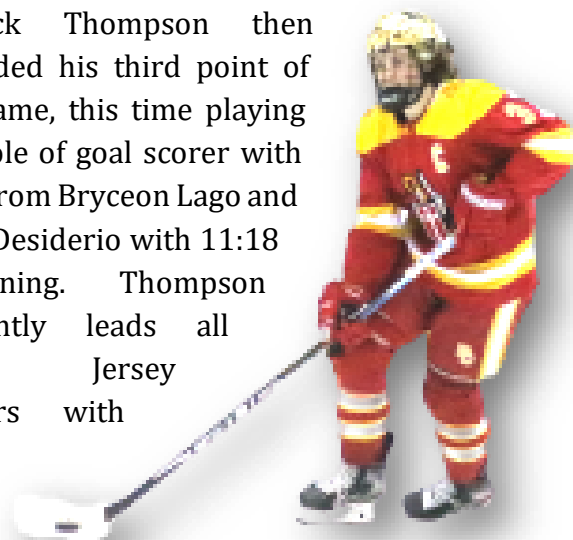 ck Thompson then
ded his third point of
ame, this time playing
ole of goal scorer with
rom Bryceon Lago and
Desiderio with 11:18
ning. Thompson
ntly leads all
Jersey
rs with
C